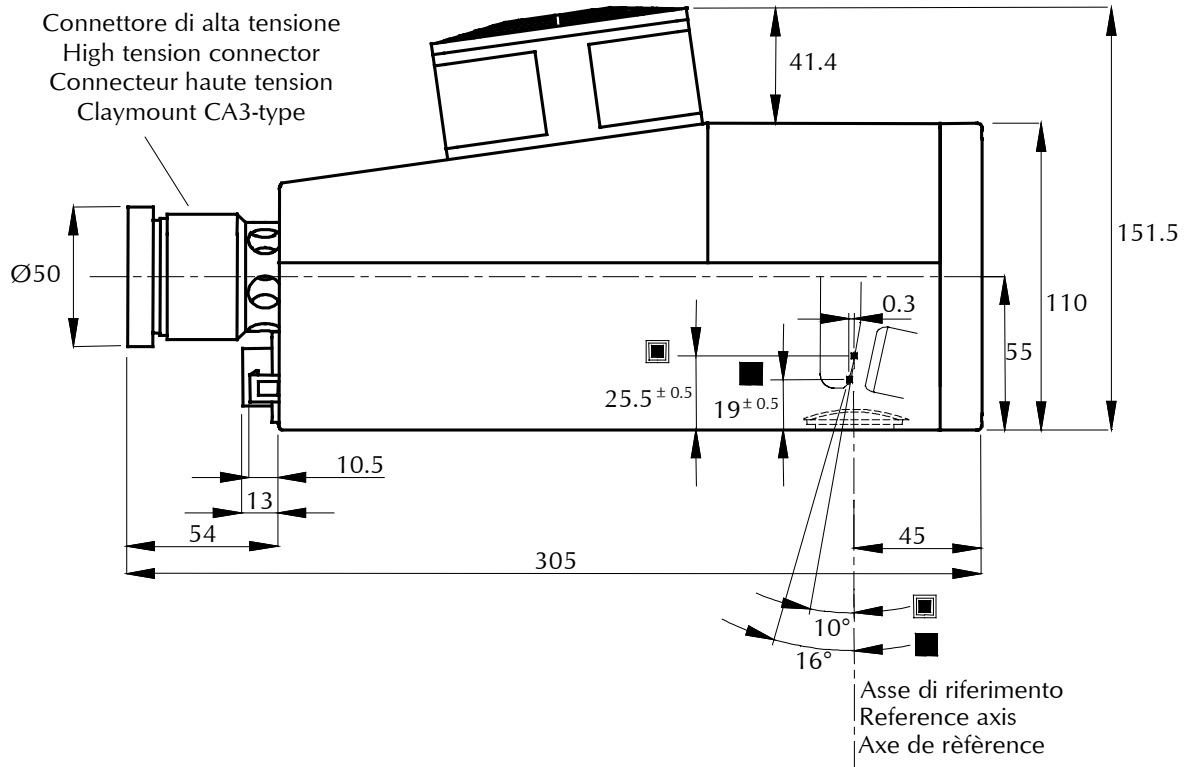 Connettore di alta tensione
High tension connector
Connecteur haute tension
Claymount CA3-type
41.4
151.5
Ø50
0.3
110
55
25.5 ± 0.5
19 ± 0.5
10.5
13
54
45
305
10°
16°
Asse di riferimento
Reference axis
Axe de rèfèrence